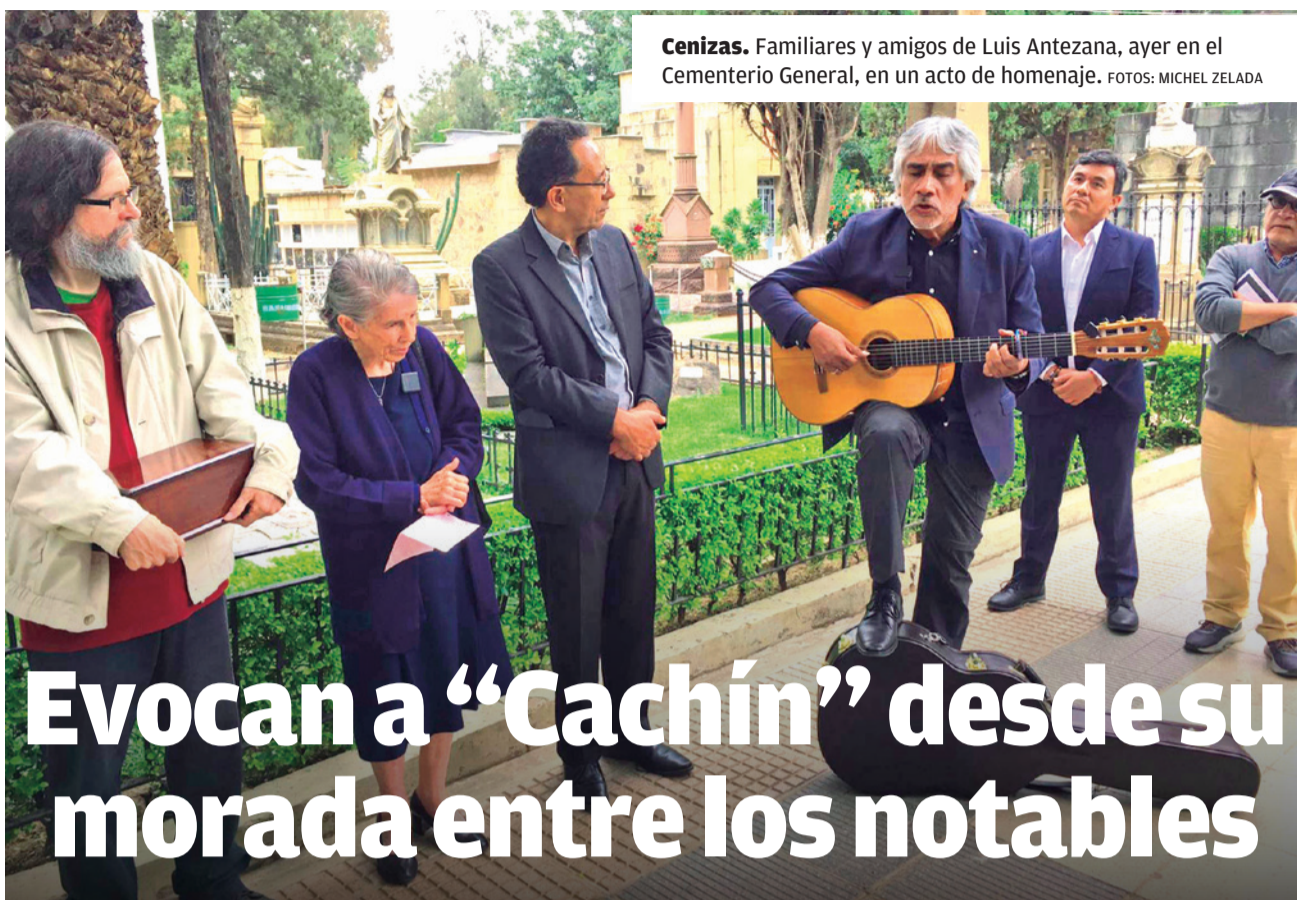 Cenizas. Familiares y amigos de Luis Antezana, ayer en el
Cementerio General, en un acto de homenaje. FOTOS: MICHEL ZELADA
Evocan a “Cachín” desde su
morada entre los notables